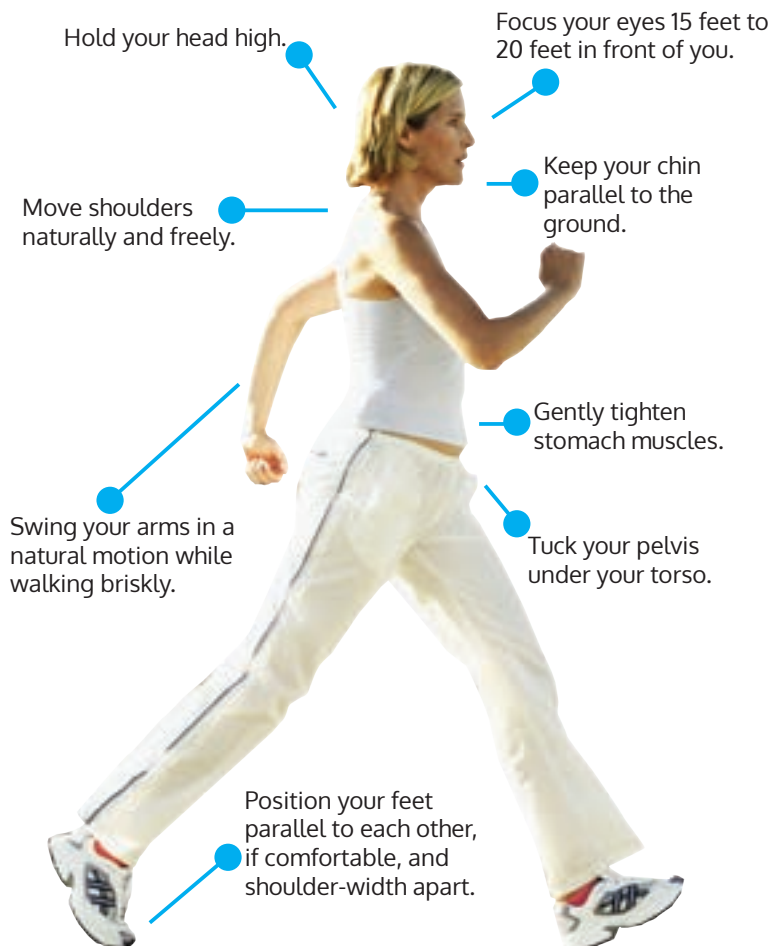 Hold your head high.
Focus your eyes 15 feet to
20 feet in front of you.
Keep your chin
parallel to the
ground.
Move shoulders
naturally and freely.
Gently tighten
stomach muscles.
Swing your arms in a
natural motion while
walking briskly.
Tuck your pelvis
under your torso.
Position your feet
parallel to each other,
if comfortable, and
shoulder-width apart.